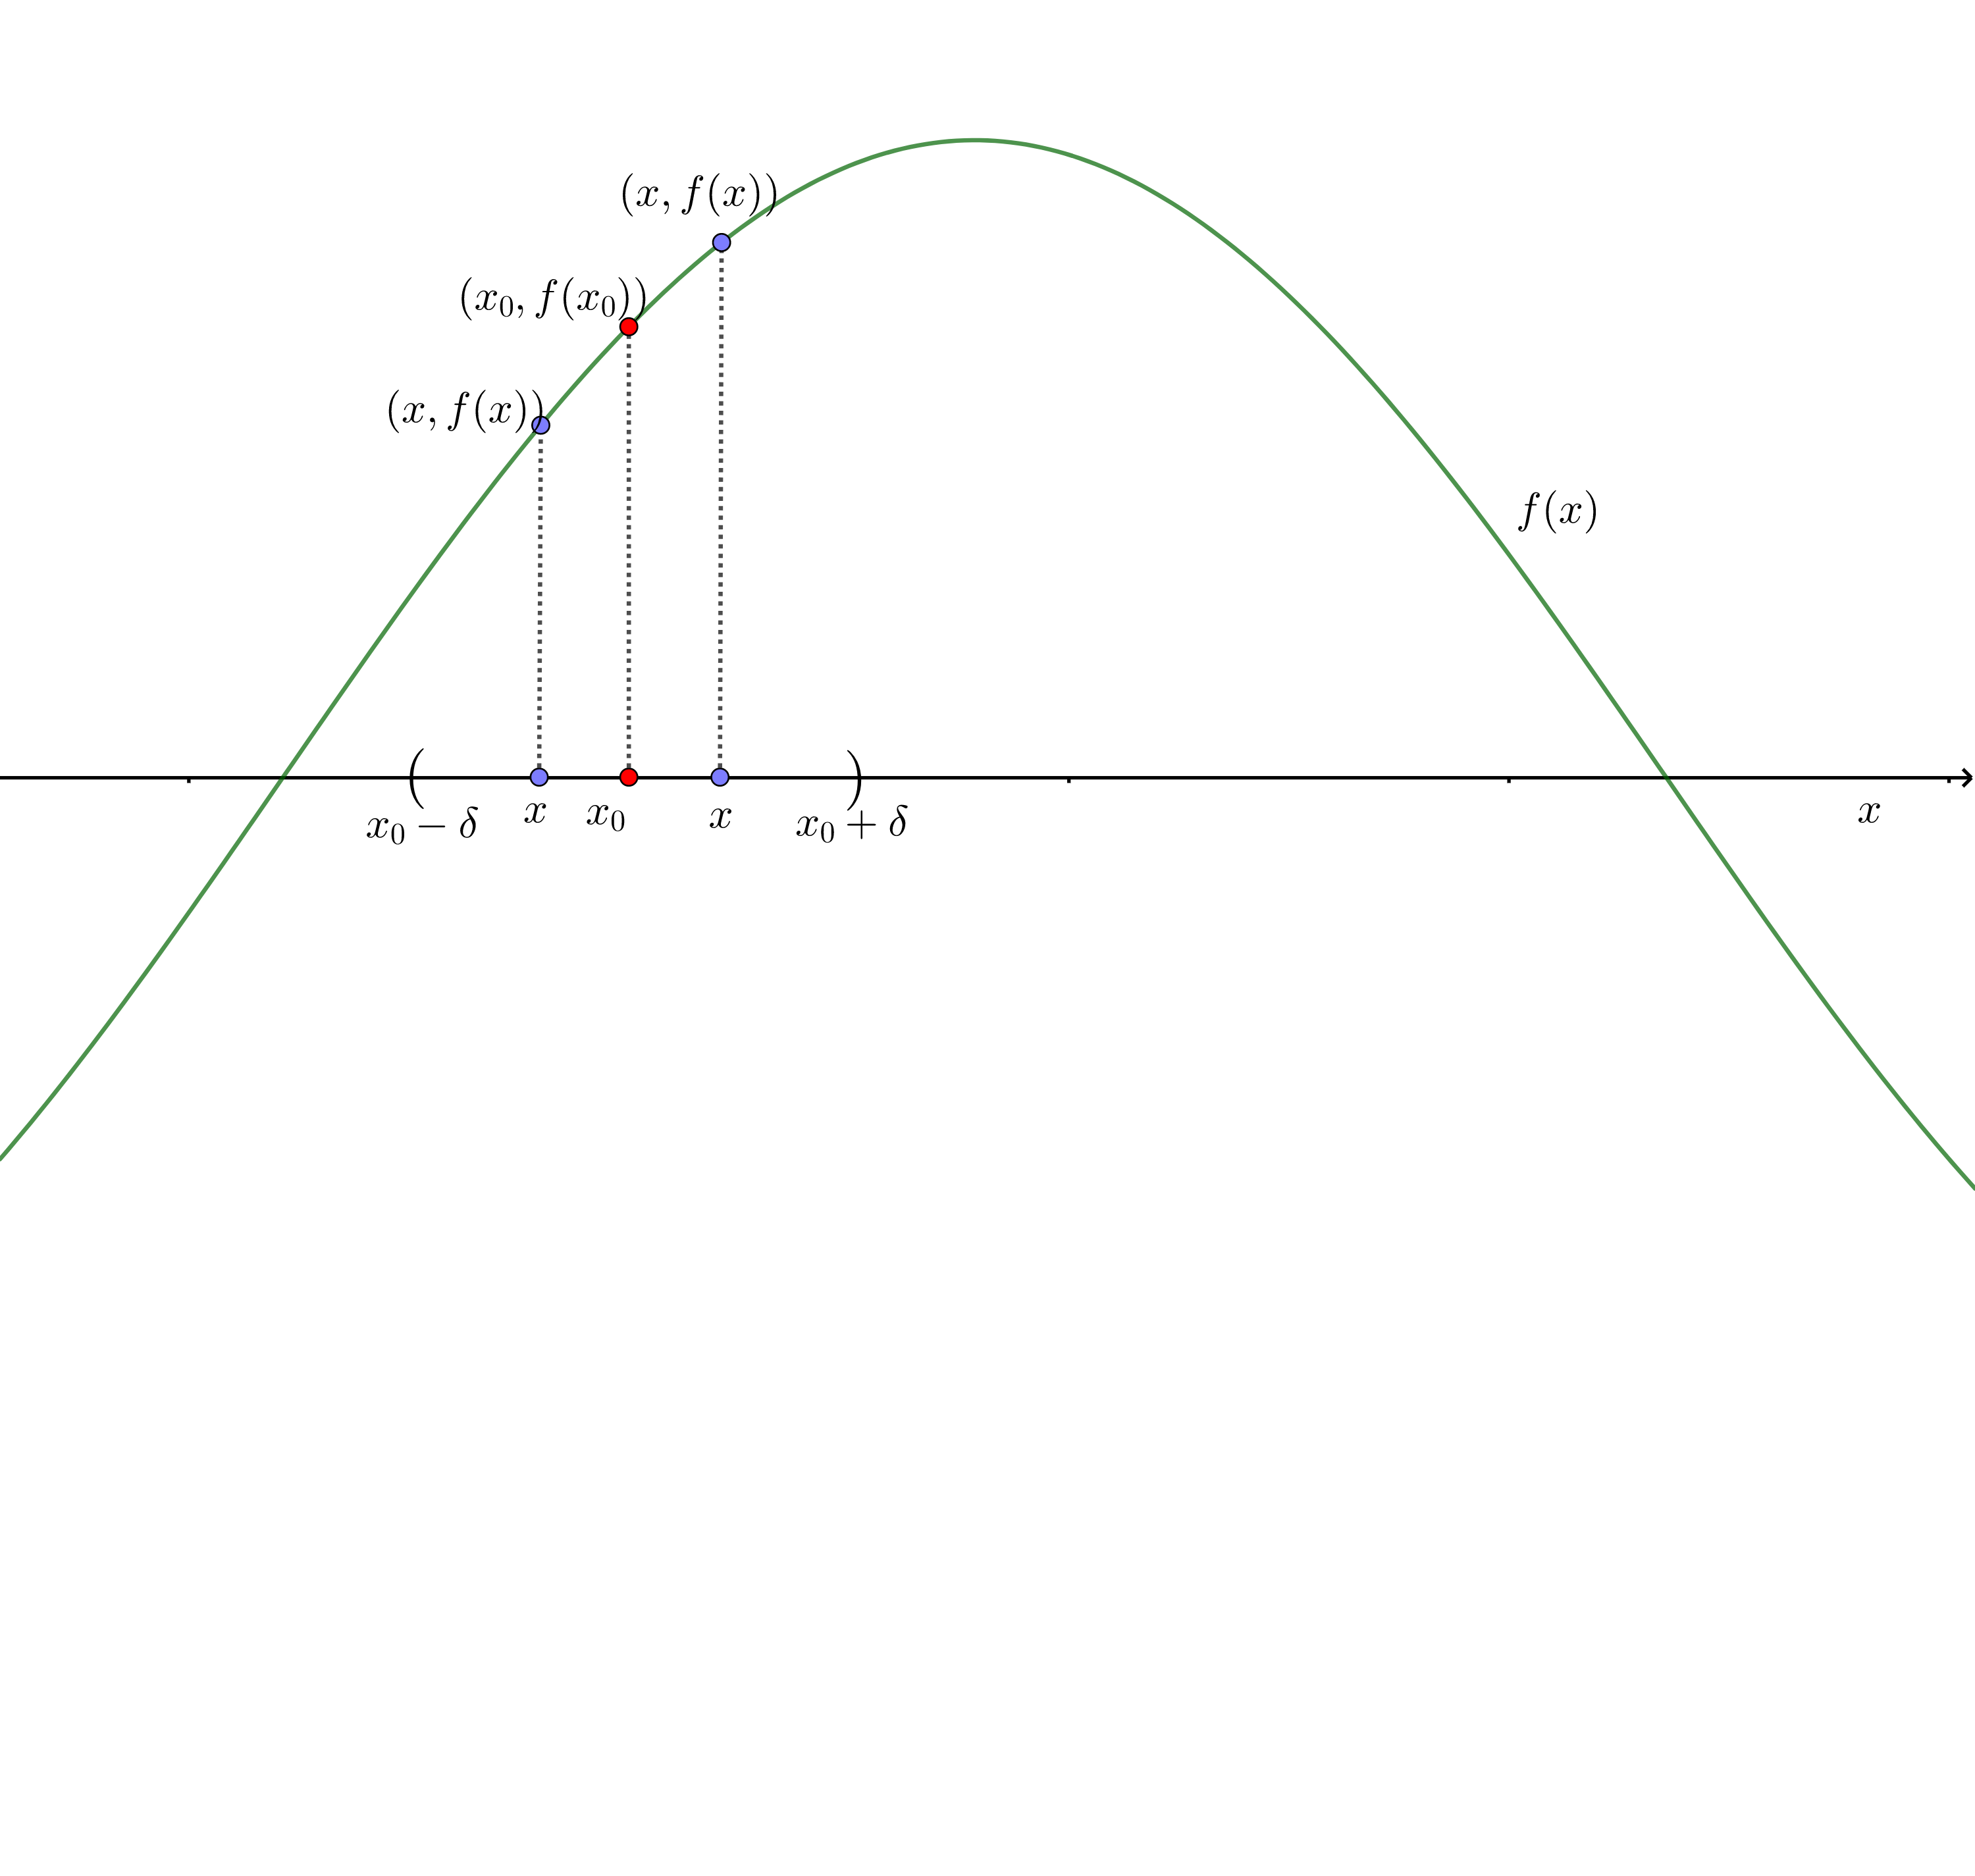 (x, f(x))
(x₀, f(x₀))
(x, f(x))
f(x)
x₀ − δ
x
x₀
x
x₀ + δ
x